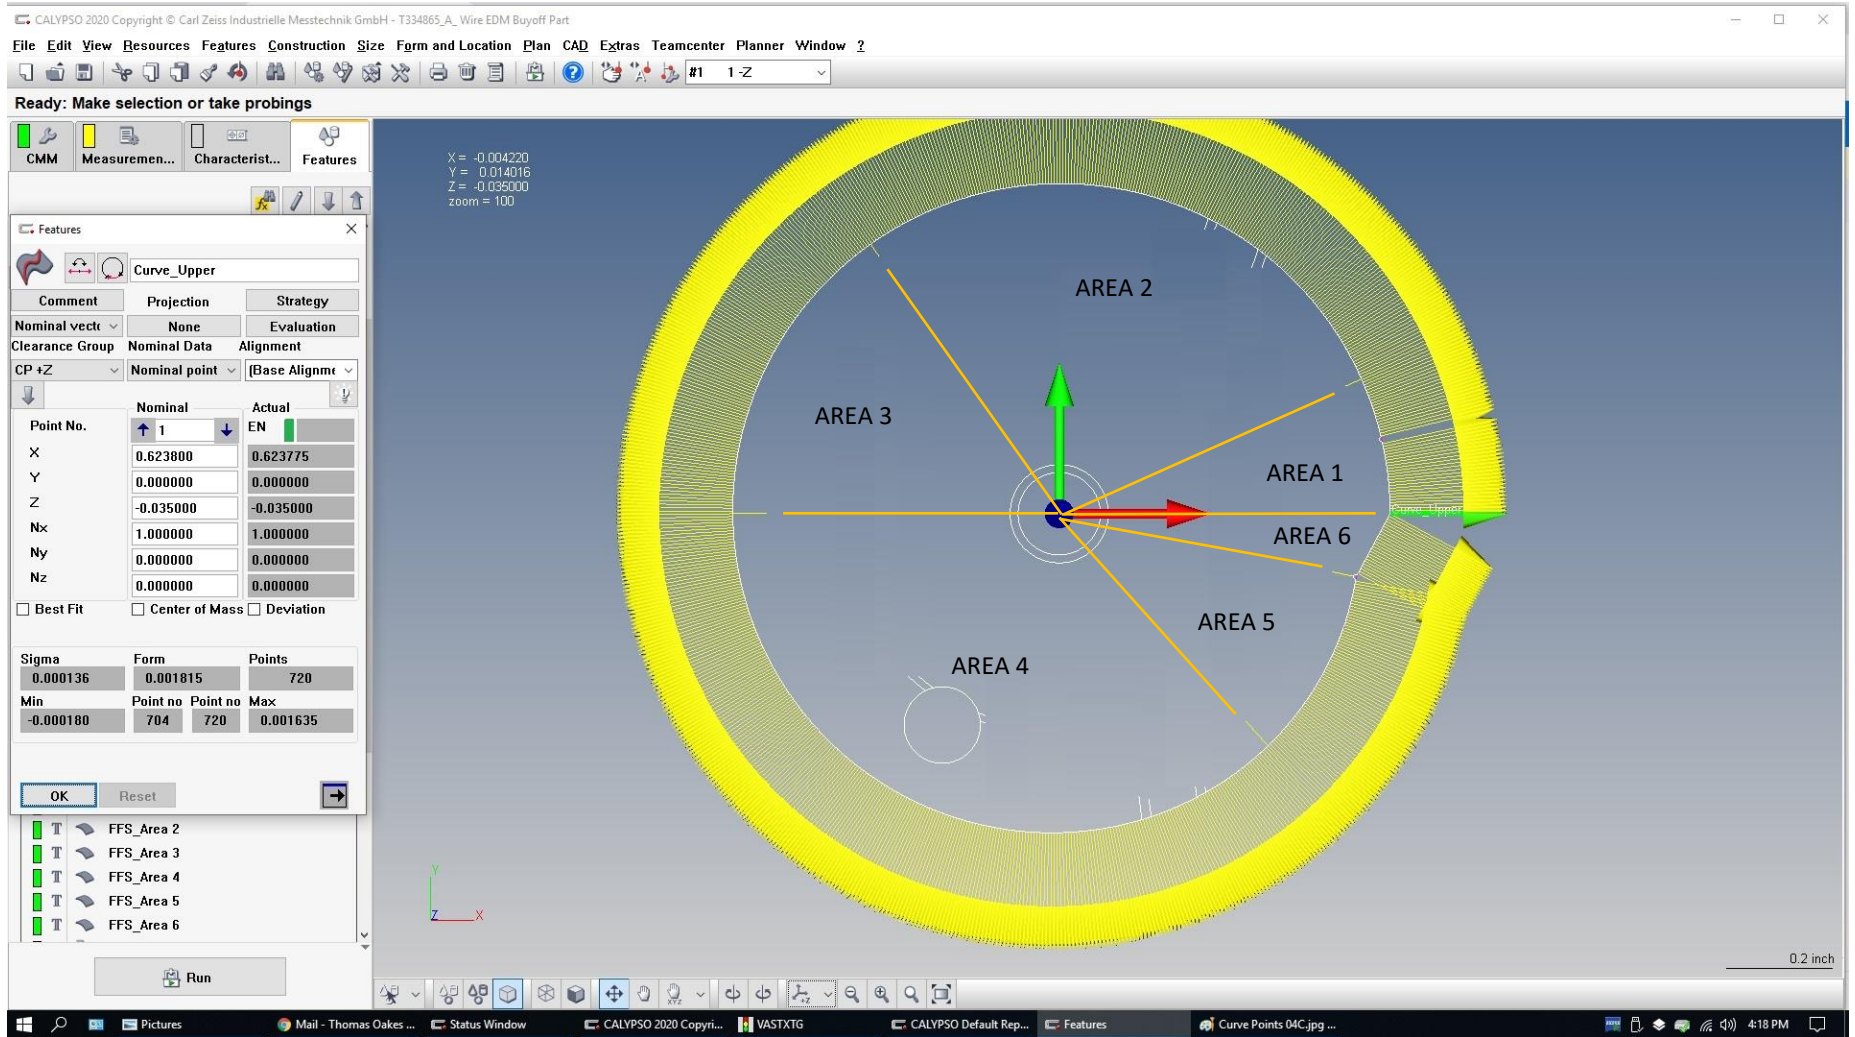 CALYPSO 2020 Copyright © Carl Zeiss Industrielle Messtechnik GmbH - T334865_A_ Wire EDM Buyoff Part
File Edit View Resources Features Construction Size Form and Location Plan CAD Extras Teamcenter Planner Window ?
#1 1 -Z
Ready: Make selection or take probings
CMM Measuremen... Characterist... Features
X = -0.004220
Y = 0.014016
Z = -0.035000
zoom = 100
Features
Curve_Upper
Comment Projection Strategy
Nominal vectc None Evaluation
Clearance Group Nominal Data Alignment
CP +Z Nominal point (Base Alignme
Nominal Actual
Point No. 1 EN
X 0.623800 0.623775
Y 0.000000 0.000000
Z -0.035000 -0.035000
Nx 1.000000 1.000000
Ny 0.000000 0.000000
Nz 0.000000 0.000000
Best Fit Center of Mass Deviation
Sigma Form Points
0.000136 0.001815 720
Min Point no Point no Max
-0.000180 704 720 0.001635
OK Reset
T FFS_Area 2
T FFS_Area 3
T FFS_Area 4
T FFS_Area 5
T FFS_Area 6
Run
AREA 2
AREA 3
AREA 1
Curve_Upper
AREA 6
AREA 5
AREA 4
Y
Z X
0.2 inch
XYZ
+Z
Pictures Mail - Thomas Oakes ... Status Window CALYPSO 2020 Copyri... VASTXTG CALYPSO Default Rep... Features Curve Points 04C.jpg ... 4:18 PM